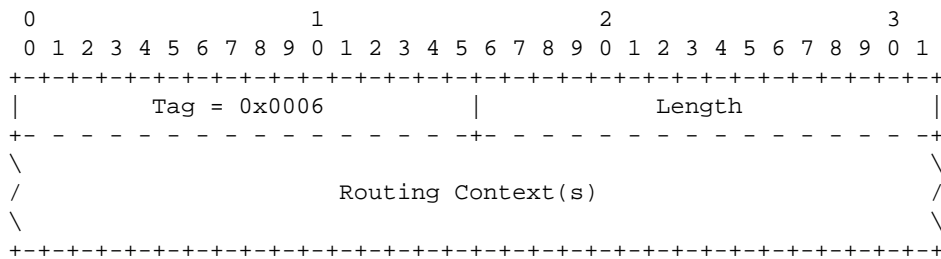 0                   1                   2                   3
 0 1 2 3 4 5 6 7 8 9 0 1 2 3 4 5 6 7 8 9 0 1 2 3 4 5 6 7 8 9 0 1
+-+-+-+-+-+-+-+-+-+-+-+-+-+-+-+-+-+-+-+-+-+-+-+-+-+-+-+-+-+-+-+-+
|         Tag = 0x0006          |            Length             |
+- - - - - - - - - - - - - - - -+- - - - - - - - - - - - - - - -+
\                                                               \
/                      Routing Context(s)                       /
\                                                               \
+-+-+-+-+-+-+-+-+-+-+-+-+-+-+-+-+-+-+-+-+-+-+-+-+-+-+-+-+-+-+-+-+